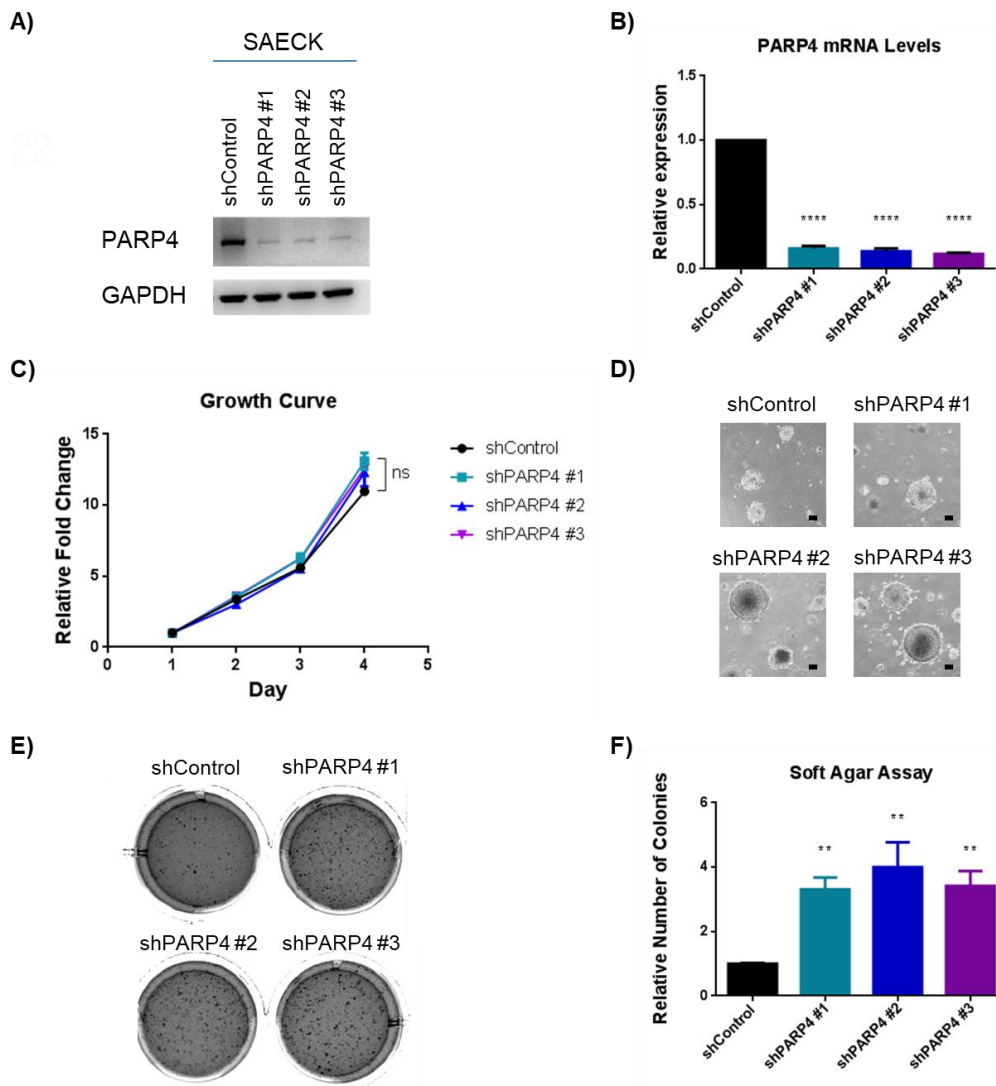 A)
SAECK
shControl
shPARP4 #1
shPARP4 #2
shPARP4 #3
PARP4
GAPDH
22
B)
PARP4 mRNA Levels
Relative expression
1.5
1.0
0.5
0.0
****
****
****
shControl
shPARP4 #1
shPARP4 #2
shPARP4 #3
C)
Growth Curve
Relative Fold Change
15
10
5
0
0 1 2 3 4 5
Day
ns
shControl
shPARP4 #1
shPARP4 #2
shPARP4 #3
D)
shControl shPARP4 #1
shPARP4 #2 shPARP4 #3
E)
shControl shPARP4 #1
shPARP4 #2 shPARP4 #3
F)
Soft Agar Assay
Relative Number of Colonies
6
4
2
0
**
**
**
shControl
shPARP4 #1
shPARP4 #2
shPARP4 #3